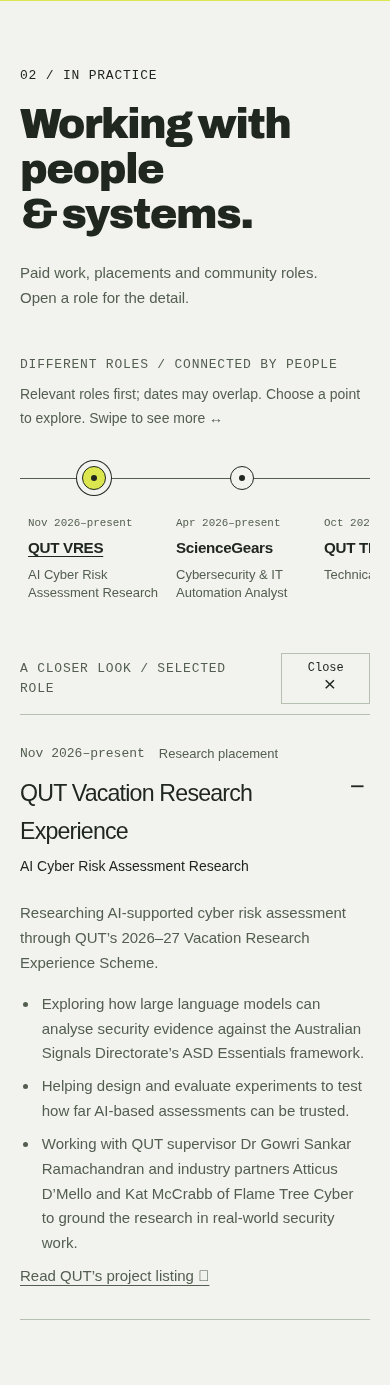 02 / IN PRACTICE
Working with
people
& systems.
Paid work, placements and community roles.
Open a role for the detail.
DIFFERENT ROLES / CONNECTED BY PEOPLE
Relevant roles first; dates may overlap. Choose a point
to explore. Swipe to see more ↔
Nov 2026–present Apr 2026–present Oct 202
QUT VRES ScienceGears QUT
AI Cyber Risk Cybersecurity & IT Technica
Assessment Research Automation Analyst
A CLOSER LOOK / SELECTED
ROLE
Close
✕
Nov 2026–present Research placement
QUT Vacation Research
Experience
–
AI Cyber Risk Assessment Research
Researching AI-supported cyber risk assessment
through QUT’s 2026–27 Vacation Research
Experience Scheme.
• Exploring how large language models can
analyse security evidence against the Australian
Signals Directorate’s ASD Essentials framework.
• Helping design and evaluate experiments to test
how far AI-based assessments can be trusted.
• Working with QUT supervisor Dr Gowri Sankar
Ramachandran and industry partners Atticus
D’Mello and Kat McCrabb of Flame Tree Cyber
to ground the research in real-world security
work.
Read QUT’s project listing